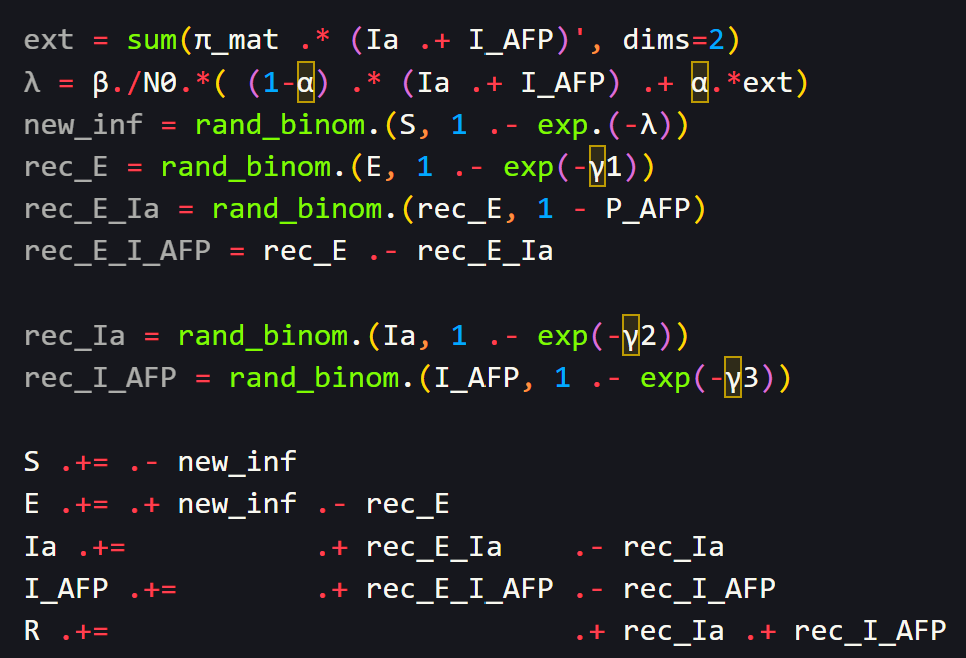 ext = sum(π_mat .* (Ia .+ I_AFP)', dims=2)
λ = β./N0.*( (1-α) .* (Ia .+ I_AFP) .+ α.*ext)
new_inf = rand_binom.(S, 1 .- exp.(-λ))
rec_E = rand_binom.(E, 1 .- exp(-γ1))
rec_E_Ia = rand_binom.(rec_E, 1 - P_AFP)
rec_E_I_AFP = rec_E .- rec_E_Ia

rec_Ia = rand_binom.(Ia, 1 .- exp(-γ2))
rec_I_AFP = rand_binom.(I_AFP, 1 .- exp(-γ3))

S .+= .- new_inf
E .+= .+ new_inf .- rec_E
Ia .+=           .+ rec_E_Ia    .- rec_Ia
I_AFP .+=        .+ rec_E_I_AFP .- rec_I_AFP
R .+=                           .+ rec_Ia .+ rec_I_AFP